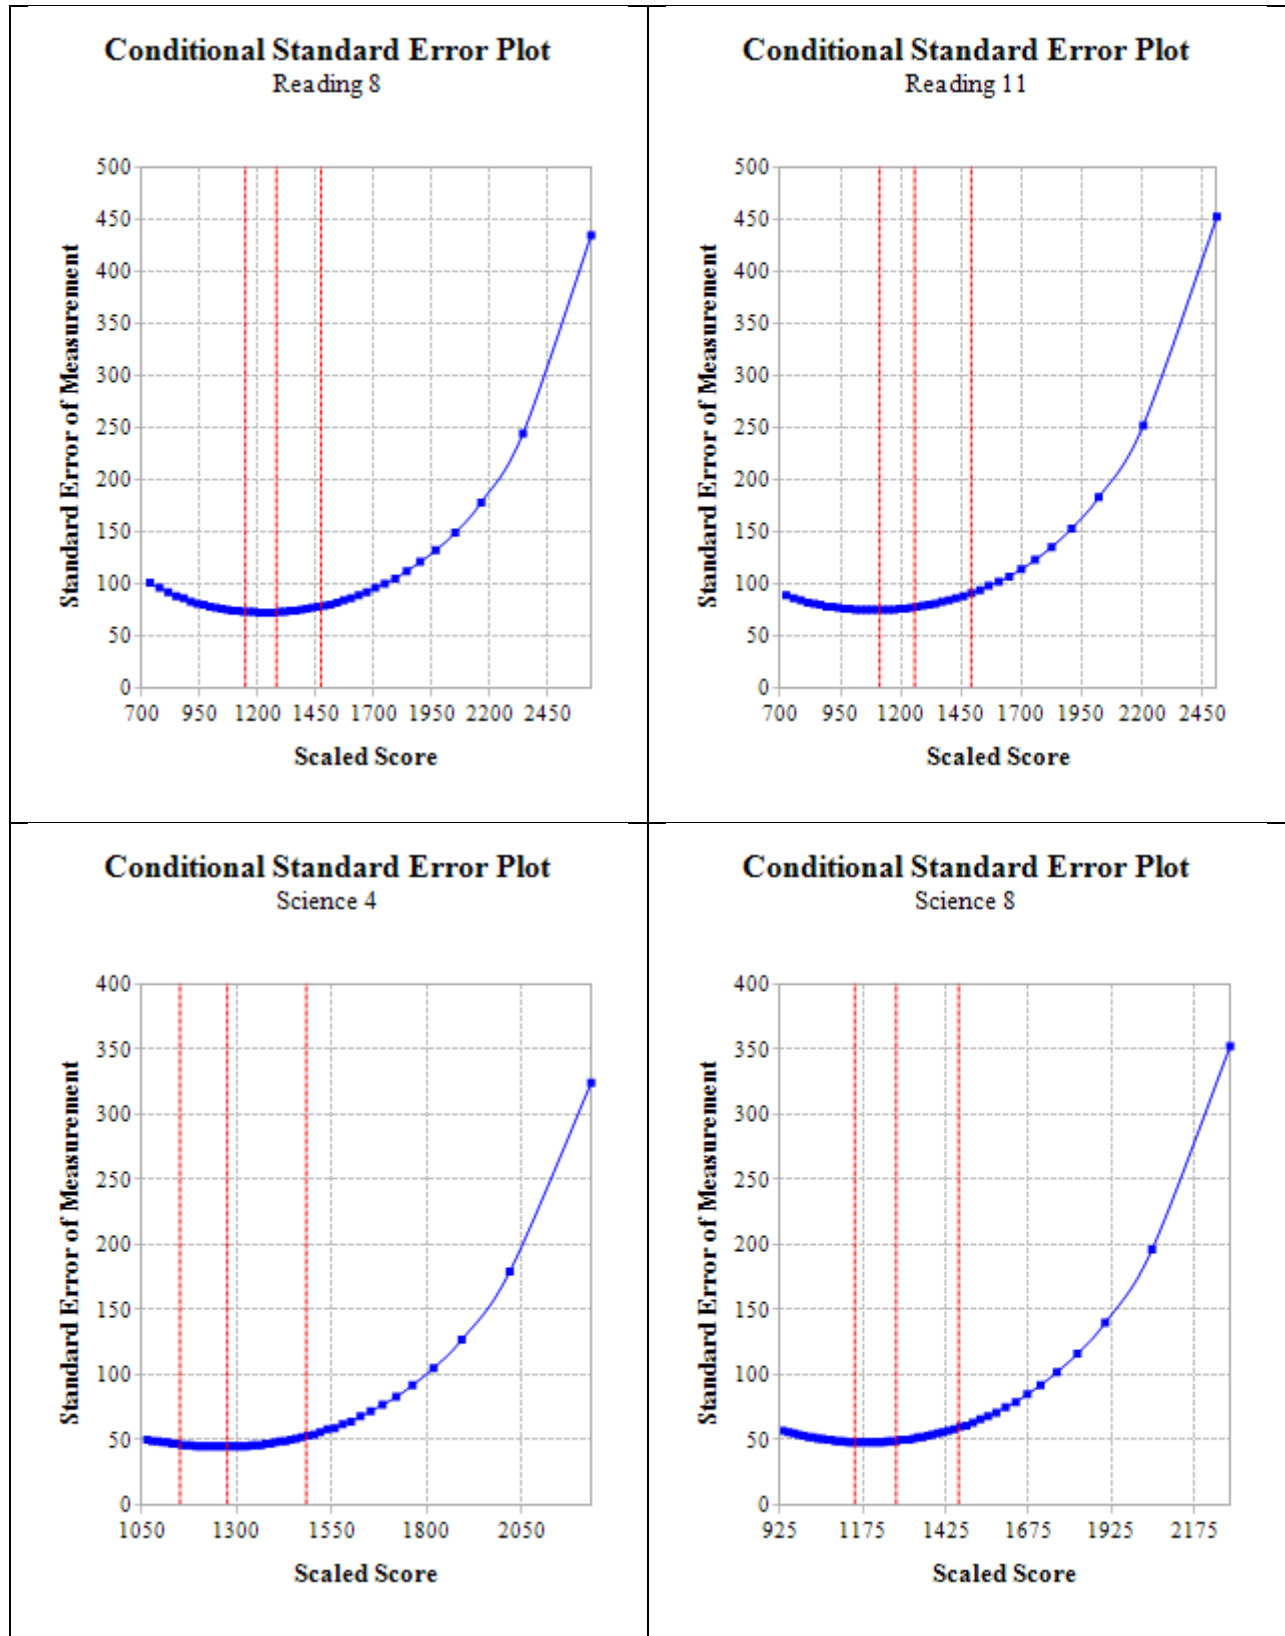 Conditional Standard Error Plot
Reading 8
500
450
400
350
300
250
200
150
100
50
0
Standard Error of Measurement
700 950 1200 1450 1700 1950 2200 2450
Scaled Score
Conditional Standard Error Plot
Reading 11
500
450
400
350
300
250
200
150
100
50
0
Standard Error of Measurement
700 950 1200 1450 1700 1950 2200 2450
Scaled Score
Conditional Standard Error Plot
Science 4
400
350
300
250
200
150
100
50
0
Standard Error of Measurement
1050 1300 1550 1800 2050
Scaled Score
Conditional Standard Error Plot
Science 8
400
350
300
250
200
150
100
50
0
Standard Error of Measurement
925 1175 1425 1675 1925 2175
Scaled Score